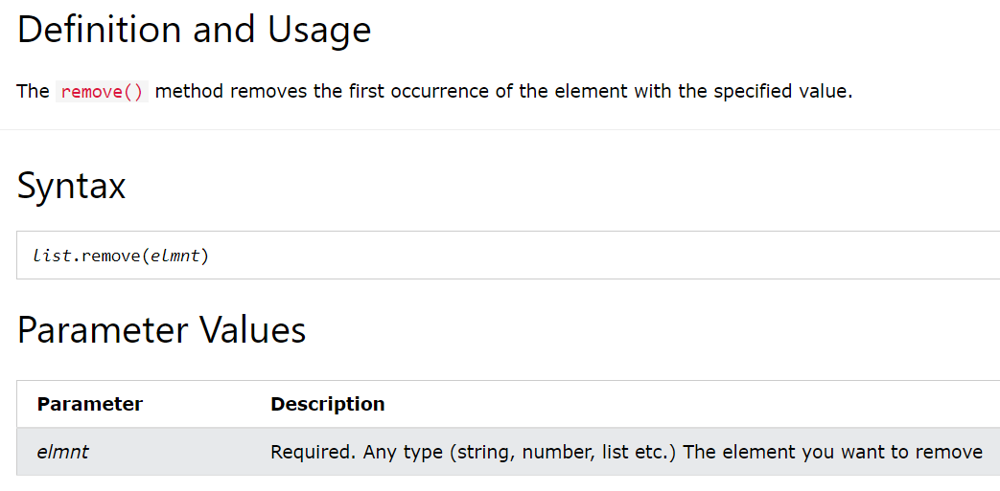 Definition and Usage
The remove() method removes the first occurrence of the element with the specified value.
Syntax
list.remove(elmnt)
Parameter Values
Parameter Description
elmnt Required. Any type (string, number, list etc.) The element you want to remove